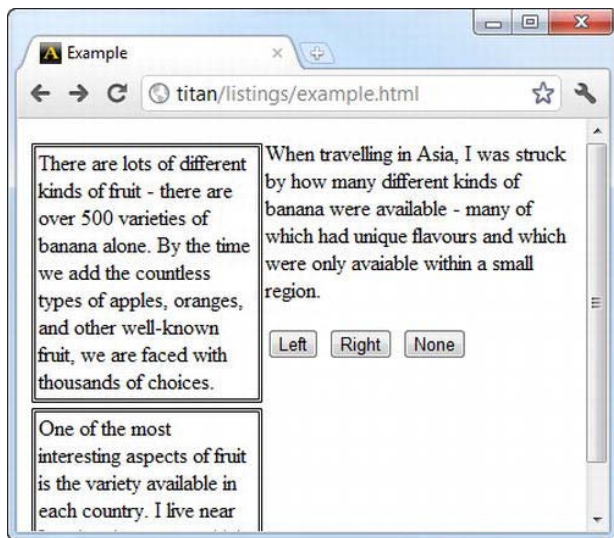 Example
titan/listings/example.html
There are lots of different
kinds of fruit - there are
over 500 varieties of
banana alone. By the time
we add the countless
types of apples, oranges,
and other well-known
fruit, we are faced with
thousands of choices.
When travelling in Asia, I was struck
by how many different kinds of
banana were available - many of
which had unique flavours and which
were only avaiable within a small
region.
Left Right None
One of the most
interesting aspects of fruit
is the variety available in
each country. I live near